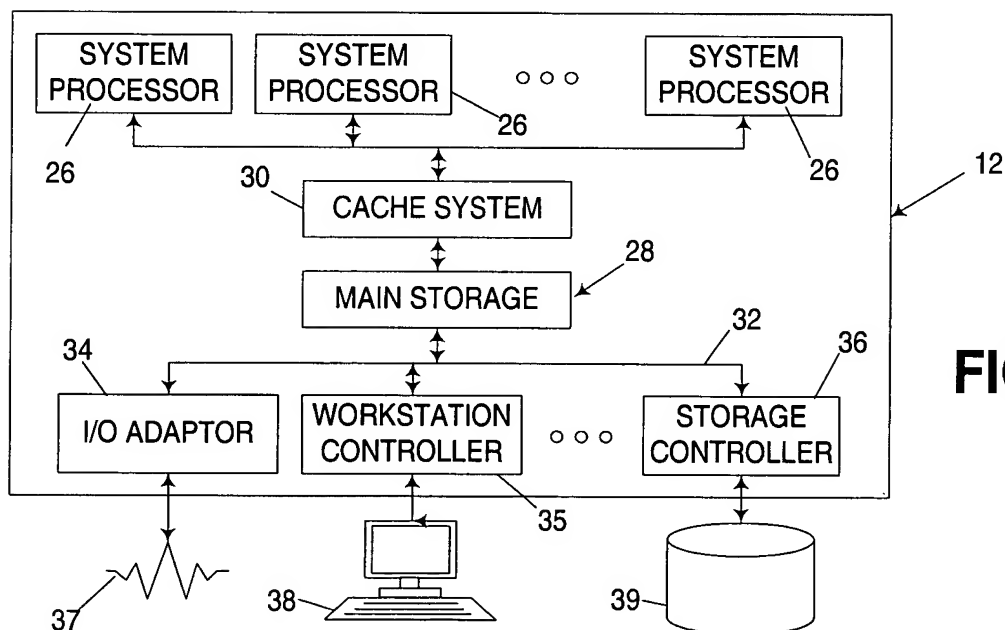 SYSTEM
PROCESSOR
SYSTEM
PROCESSOR
SYSTEM
PROCESSOR
26
26
26
12
30
CACHE SYSTEM
28
MAIN STORAGE
32
34
36
I/O ADAPTOR
WORKSTATION
CONTROLLER
STORAGE
CONTROLLER
35
37
38
39